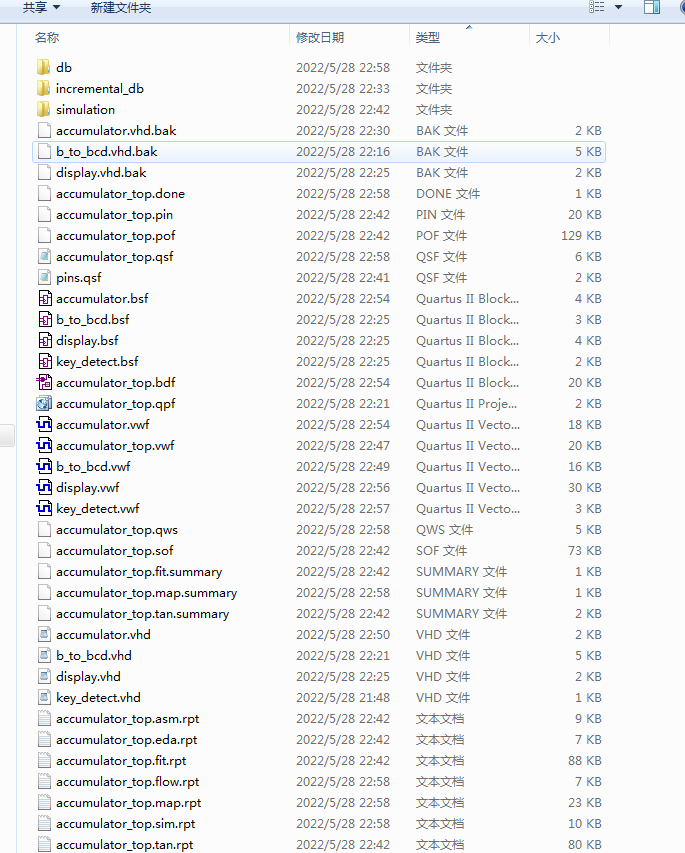 共享 新建文件夹
名称 修改日期 类型 大小
db 2022/5/28 22:58 文件夹
incremental_db 2022/5/28 22:33 文件夹
simulation 2022/5/28 22:42 文件夹
accumulator.vhd.bak 2022/5/28 22:30 BAK 文件 2 KB
b_to_bcd.vhd.bak 2022/5/28 22:16 BAK 文件 5 KB
display.vhd.bak 2022/5/28 22:25 BAK 文件 2 KB
accumulator_top.done 2022/5/28 22:58 DONE 文件 1 KB
accumulator_top.pin 2022/5/28 22:42 PIN 文件 20 KB
accumulator_top.pof 2022/5/28 22:42 POF 文件 129 KB
accumulator_top.qsf 2022/5/28 22:58 QSF 文件 6 KB
pins.qsf 2022/5/28 22:41 QSF 文件 2 KB
accumulator.bsf 2022/5/28 22:54 Quartus II Block... 4 KB
b_to_bcd.bsf 2022/5/28 22:25 Quartus II Block... 3 KB
display.bsf 2022/5/28 22:25 Quartus II Block... 4 KB
key_detect.bsf 2022/5/28 22:25 Quartus II Block... 2 KB
accumulator_top.bdf 2022/5/28 22:54 Quartus II Block... 20 KB
accumulator_top.qpf 2022/5/28 22:21 Quartus II Proje... 2 KB
accumulator.vwf 2022/5/28 22:54 Quartus II Vecto... 18 KB
accumulator_top.vwf 2022/5/28 22:47 Quartus II Vecto... 20 KB
b_to_bcd.vwf 2022/5/28 22:49 Quartus II Vecto... 16 KB
display.vwf 2022/5/28 22:56 Quartus II Vecto... 30 KB
key_detect.vwf 2022/5/28 22:57 Quartus II Vecto... 3 KB
accumulator_top.qws 2022/5/28 22:58 QWS 文件 5 KB
accumulator_top.sof 2022/5/28 22:42 SOF 文件 73 KB
accumulator_top.fit.summary 2022/5/28 22:42 SUMMARY 文件 1 KB
accumulator_top.map.summary 2022/5/28 22:58 SUMMARY 文件 1 KB
accumulator_top.tan.summary 2022/5/28 22:42 SUMMARY 文件 2 KB
accumulator.vhd 2022/5/28 22:50 VHD 文件 2 KB
b_to_bcd.vhd 2022/5/28 22:21 VHD 文件 5 KB
display.vhd 2022/5/28 22:25 VHD 文件 2 KB
key_detect.vhd 2022/5/28 21:48 VHD 文件 1 KB
accumulator_top.asm.rpt 2022/5/28 22:42 文本文档 9 KB
accumulator_top.eda.rpt 2022/5/28 22:42 文本文档 7 KB
accumulator_top.fit.rpt 2022/5/28 22:42 文本文档 88 KB
accumulator_top.flow.rpt 2022/5/28 22:58 文本文档 7 KB
accumulator_top.map.rpt 2022/5/28 22:58 文本文档 23 KB
accumulator_top.sim.rpt 2022/5/28 22:58 文本文档 10 KB
accumulator_top.tan.rpt 2022/5/28 22:42 文本文档 80 KB